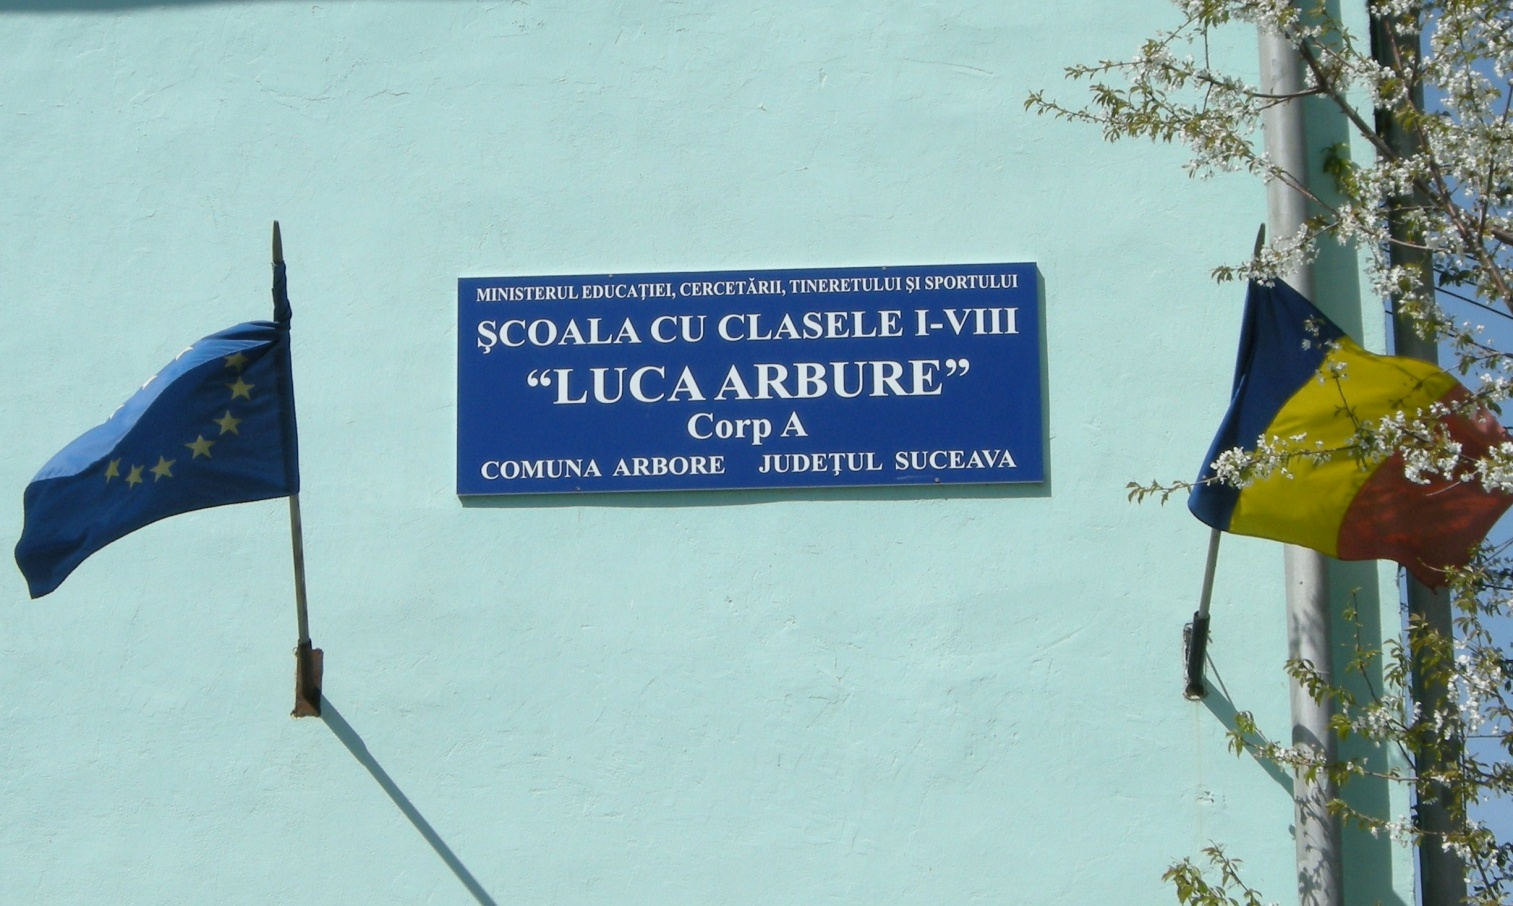 MINISTERUL EDUCAŢIEI, CERCETĂRII, TINERETULUI ŞI SPORTULUI
ŞCOALA CU CLASELE I-VIII
“LUCA ARBURE”
Corp A
COMUNA ARBORE JUDEŢUL SUCEAVA